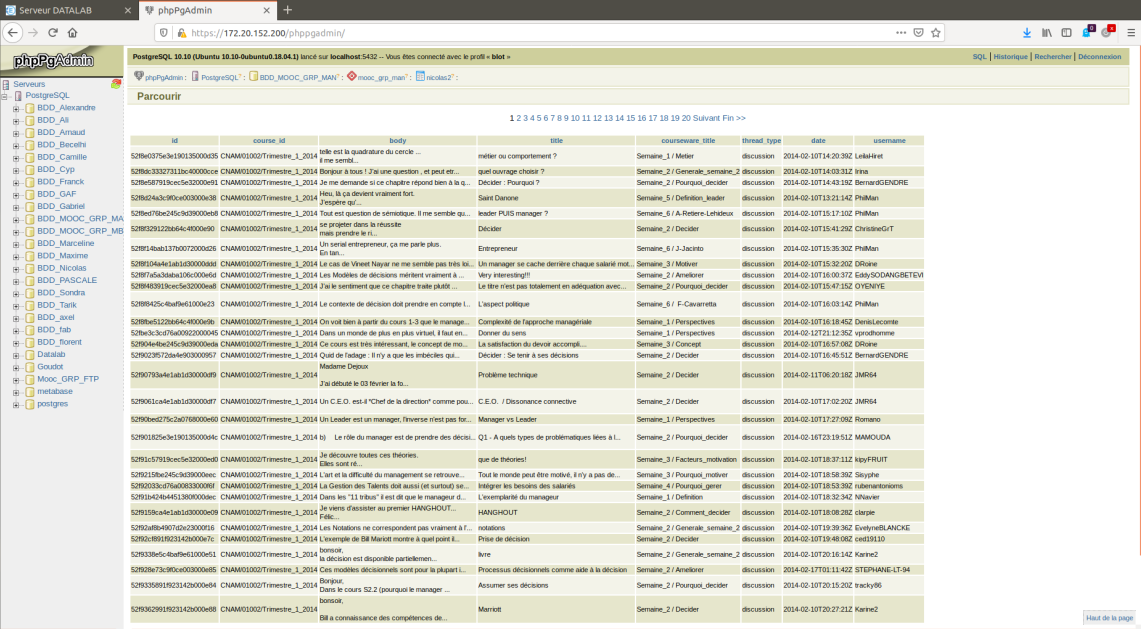 Serveur DATALAB
phpPgAdmin
https://172.20.152.200/phppgadmin/
phpPgAdmin
Serveurs
PostgreSQL
BDD_Alexandre
BDD_Ali
BDD_Arnaud
BDD_Becelhi
BDD_Camille
BDD_Cyp
BDD_Franck
BDD_GAF
BDD_Gabriel
BDD_MOOC_GRP_MA
BDD_MOOC_GRP_MB
BDD_Marceline
BDD_Maxime
BDD_Nicolas
BDD_PASCALE
BDD_Sondra
BDD_Tarik
BDD_axel
BDD_fab
BDD_florent
Datalab
Goudot
Mooc_GRP_FTP
metabase
postgres
PostgreSQL 10.10 (Ubuntu 10.10-0ubuntu0.18.04.1) lancé sur localhost:5432 -- Vous êtes connecté avec le profil « blot »
SQL | Historique | Rechercher | Déconnexion
phpPgAdmin: PostgreSQL?: BDD_MOOC_GRP_MAN?: mooc_grp_man?: nicolas2?:
Parcourir
1 2 3 4 5 6 7 8 9 10 11 12 13 14 15 16 17 18 19 20 Suivant Fin >>
id course_id body title courseware_title thread_type date username
52f8e0375e3e190135000d35 CNAM/01002/Trimestre_1_2014 telle est la quadrature du cercle ...
il me sembl... métier ou comportement ? Semaine_1 / Metier discussion 2014-02-10T14:20:39Z LeilaHiret
52f8dc33327311bc40000cce CNAM/01002/Trimestre_1_2014 Bonjour à tous ! J'ai une question , et peut etr... quel ouvrage choisir ? Semaine_2 / Generale_semaine_2 discussion 2014-02-10T14:03:31Z Irina
52f8e587919cec5e32000e91 CNAM/01002/Trimestre_1_2014 Je me demande si ce chapitre répond bien à la q... Décider : Pourquoi ? Semaine_2 / Pourquoi_decider discussion 2014-02-10T14:43:19Z BernardGENDRE
52f8d24a3c9f0ce003000e38 CNAM/01002/Trimestre_1_2014 Heu, là ça devient vraiment fort.
J'espère qu'... Saint Danone Semaine_5 / Definition_leader discussion 2014-02-10T13:21:14Z PhilMan
52f8ed76be245c9d39000eb8 CNAM/01002/Trimestre_1_2014 Tout est question de sémiotique. Il me semble qu... leader PUIS manager ? Semaine_6 / A-Retiere-Lehideux discussion 2014-02-10T15:17:10Z PhilMan
52f8f329122bb64c4f000e90 CNAM/01002/Trimestre_1_2014 se projeter dans la réussite
mais prendre le ri... Décider Semaine_2 / Decider discussion 2014-02-10T15:41:29Z ChristineGrT
52f8f14bab137b0072000d26 CNAM/01002/Trimestre_1_2014 Un serial entrepreneur, ça me parle plus.
En tan... Entrepreneur Semaine_6 / J-Jacinto discussion 2014-02-10T15:35:30Z PhilMan
52f8f104a4e1ab1d30000ddd CNAM/01002/Trimestre_1_2014 Le cas de Vineet Nayar ne me semble pas très loi... Un manager se cache derrière chaque salarié mot... Semaine_3 / Motiver discussion 2014-02-10T15:32:20Z DRoine
52f8f7a5a3daba106c000e6d CNAM/01002/Trimestre_1_2014 Les Modèles de décisions méritent vraiment à ... Very interesting!!! Semaine_2 / Ameliorer discussion 2014-02-10T16:00:37Z EddySODANGBETEVI
52f8f483919cec5e32000ea8 CNAM/01002/Trimestre_1_2014 J'ai le sentiment que ce chapitre traite plutôt ... Le titre n'est pas totalement en adéquation avec... Semaine_2 / Pourquoi_decider discussion 2014-02-10T15:47:15Z OYENIYE
52f8f8425c4baf9e61000e23 CNAM/01002/Trimestre_1_2014 Le contexte de décision doit prendre en compte l... L'aspect politique Semaine_6 / F-Cavarretta discussion 2014-02-10T16:03:14Z PhilMan
52f8fbe5122bb64c4f000e9b CNAM/01002/Trimestre_1_2014 On voit bien à partir du cours 1-3 que le manage... Complexité de l'approche managériale Semaine_1 / Perspectives discussion 2014-02-10T16:18:45Z DenisLecomte
52fbe3c3cd76a00922000045 CNAM/01002/Trimestre_1_2014 Dans un monde de plus en plus virtuel, il faut en... Donner du sens Semaine_1 / Perspectives discussion 2014-02-12T21:12:35Z vprodhomme
52f904e4be245c9d39000eda CNAM/01002/Trimestre_1_2014 Ce cours est très intéressant, le concept de mo... La satisfaction du devoir accompli.... Semaine_3 / Concept discussion 2014-02-10T16:57:08Z DRoine
52f9023f572da4e903000957 CNAM/01002/Trimestre_1_2014 Quid de l'adage : Il n'y a que les imbéciles qui... Décider : Se tenir à ses décisions Semaine_2 / Decider discussion 2014-02-10T16:45:51Z BernardGENDRE
52f90793a4e1ab1d30000df9 CNAM/01002/Trimestre_1_2014 Madame Dejoux
J'ai débuté le 03 février la fo... Problème technique Semaine_2 / Decider discussion 2014-02-11T06:20:18Z JMR64
52f9061ca4e1ab1d30000df7 CNAM/01002/Trimestre_1_2014 Un C.E.O. est-il "Chef de la direction" comme pou... C.E.O. / Dissonance connective Semaine_2 / Decider discussion 2014-02-10T17:02:20Z JMR64
52f90bed275c2a0768000e60 CNAM/01002/Trimestre_1_2014 Un Leader est un manager, l'inverse n'est pas for... Manager vs Leader Semaine_1 / Perspectives discussion 2014-02-10T17:27:09Z Romano
52f901825e3e190135000d4c CNAM/01002/Trimestre_1_2014 b) Le rôle du manager est de prendre des décisi... Q1 - A quels types de problématiques liées à l... Semaine_2 / Pourquoi_decider discussion 2014-02-16T23:19:51Z MAMOUDA
52f91c57919cec5e32000ed0 CNAM/01002/Trimestre_1_2014 Je découvre toutes ces théories.
Elles sont ré... que de théories! Semaine_3 / Facteurs_motivation discussion 2014-02-10T18:37:11Z kipyFRUIT
52f9215fbe245c9d39000eec CNAM/01002/Trimestre_1_2014 L'art et la difficulté du management se retrouve... Tout le monde peut être motivé, il n'y a pas de... Semaine_3 / Pourquoi_motiver discussion 2014-02-10T18:58:39Z Sisyphe
52f92033cd76a00833000f6f CNAM/01002/Trimestre_1_2014 La Gestion des Talents doit aussi (et surtout) se... Intégrer les besoins des salariés Semaine_4 / Pourquoi_gerer discussion 2014-02-10T18:53:39Z rubenantonioms
52f91b424b4451380f000dec CNAM/01002/Trimestre_1_2014 Dans les "11 tribus" il est dit que le manageur d... L'exemplarité du manageur Semaine_1 / Definition discussion 2014-02-10T18:32:34Z NNavier
52f9159ca4e1ab1d30000e09 CNAM/01002/Trimestre_1_2014 Je viens d'assister au premier HANGHOUT...
Félic... HANGHOUT Semaine_2 / Comment_decider discussion 2014-02-10T18:08:28Z clarpie
52f92af8b4907d2e23000f16 CNAM/01002/Trimestre_1_2014 Les Notations ne correspondent pas vraiment à l'... notations Semaine_2 / Generale_semaine_2 discussion 2014-02-10T19:39:36Z EvelyneBLANCKE
52f92cf891f923142b000e7c CNAM/01002/Trimestre_1_2014 L'exemple de Bill Mariott montre à quel point il... Prise de décision Semaine_2 / Decider discussion 2014-02-10T19:48:08Z ced19110
52f9338e5c4baf9e61000e51 CNAM/01002/Trimestre_1_2014 bonsoir,
la décision est disponible partiellemen... livre Semaine_2 / Generale_semaine_2 discussion 2014-02-10T20:16:14Z Karine2
52f928e73c9f0ce003000e85 CNAM/01002/Trimestre_1_2014 Ces modèles décisionnels sont pour la plupart i... Processus décisionnels comme aide à la décision Semaine_2 / Ameliorer discussion 2014-02-17T01:11:42Z STEPHANE-LT-94
52f9335891f923142b000e84 CNAM/01002/Trimestre_1_2014 Bonjour,
Dans le cours S2.2 (pourquoi le manager ... Assumer ses décisions Semaine_2 / Pourquoi_decider discussion 2014-02-10T20:15:20Z tracky86
52f9362991f923142b000e88 CNAM/01002/Trimestre_1_2014 bonsoir,
Bill a connaissance des compétences de... Marriott Semaine_2 / Decider discussion 2014-02-10T20:27:21Z Karine2
Haut de la page